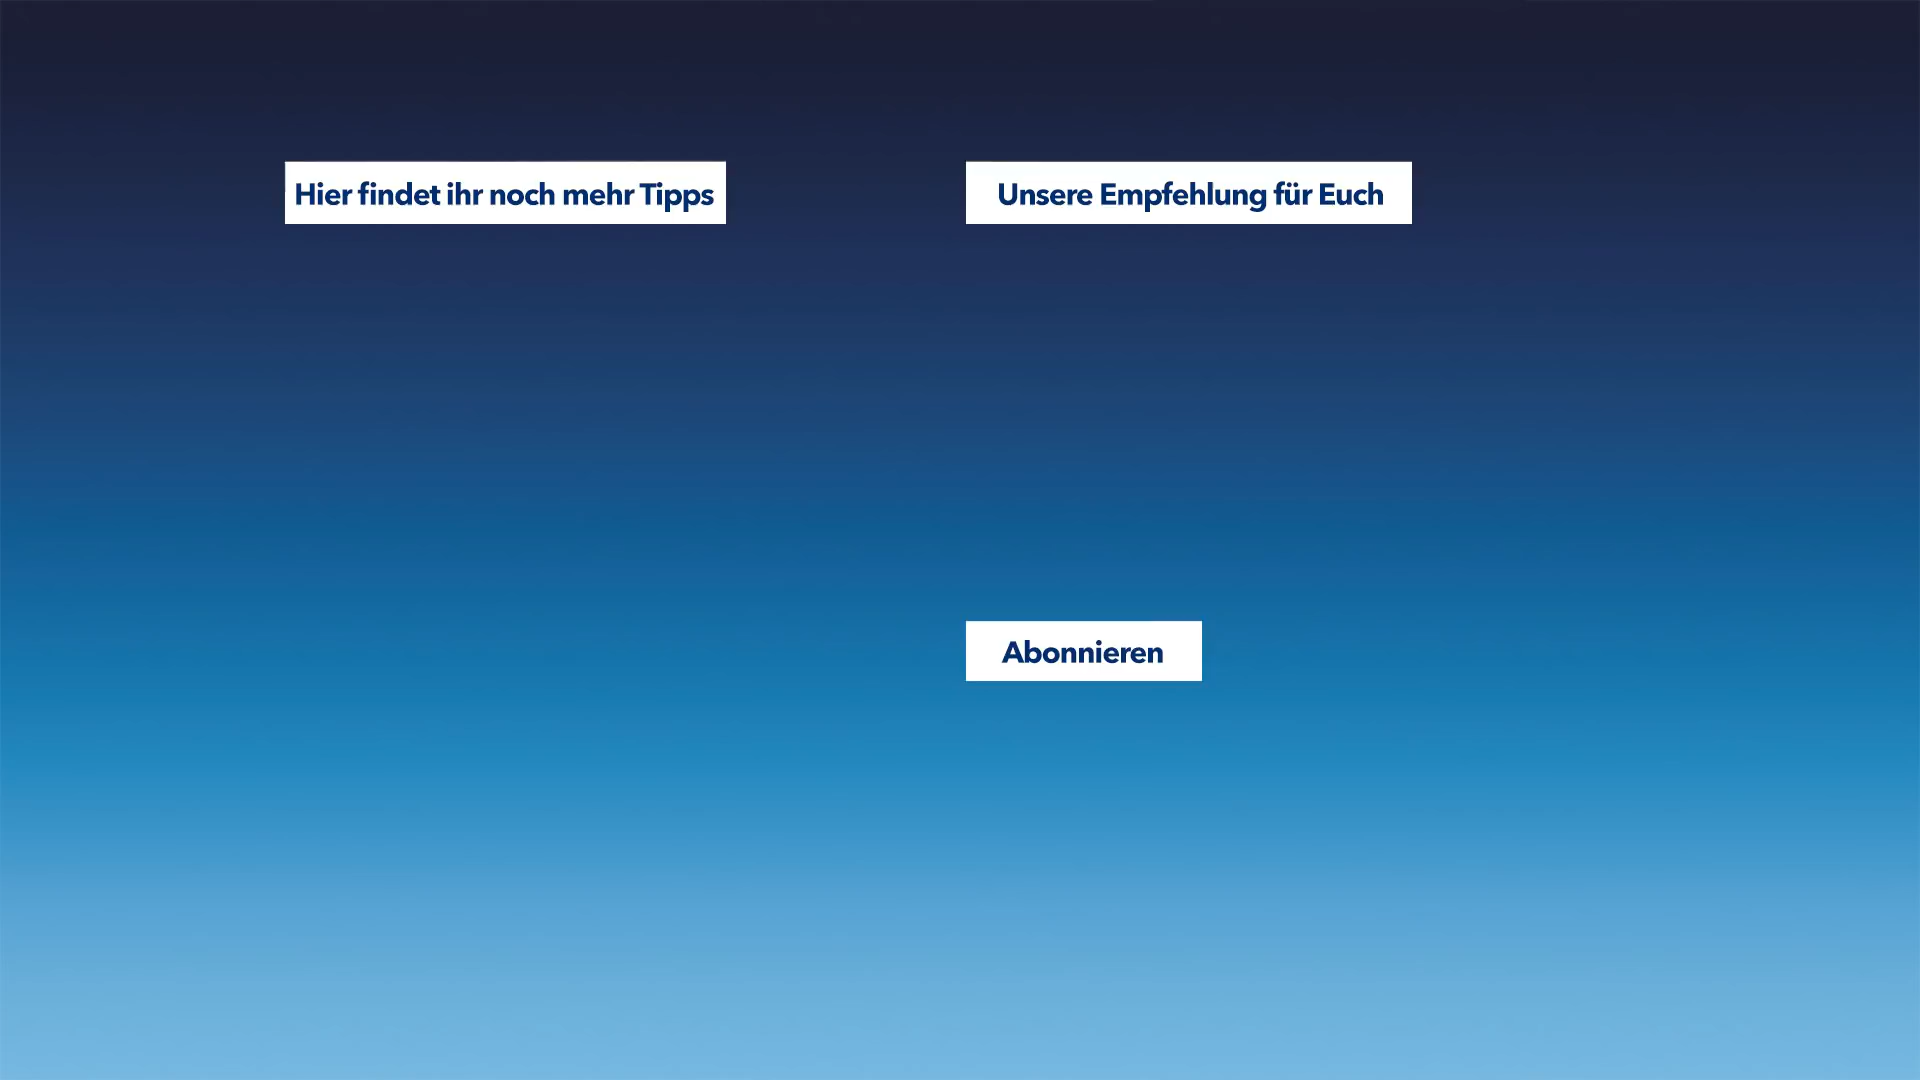 Hier findet ihr noch mehr Tipps
Unsere Empfehlung für Euch
Abonnieren